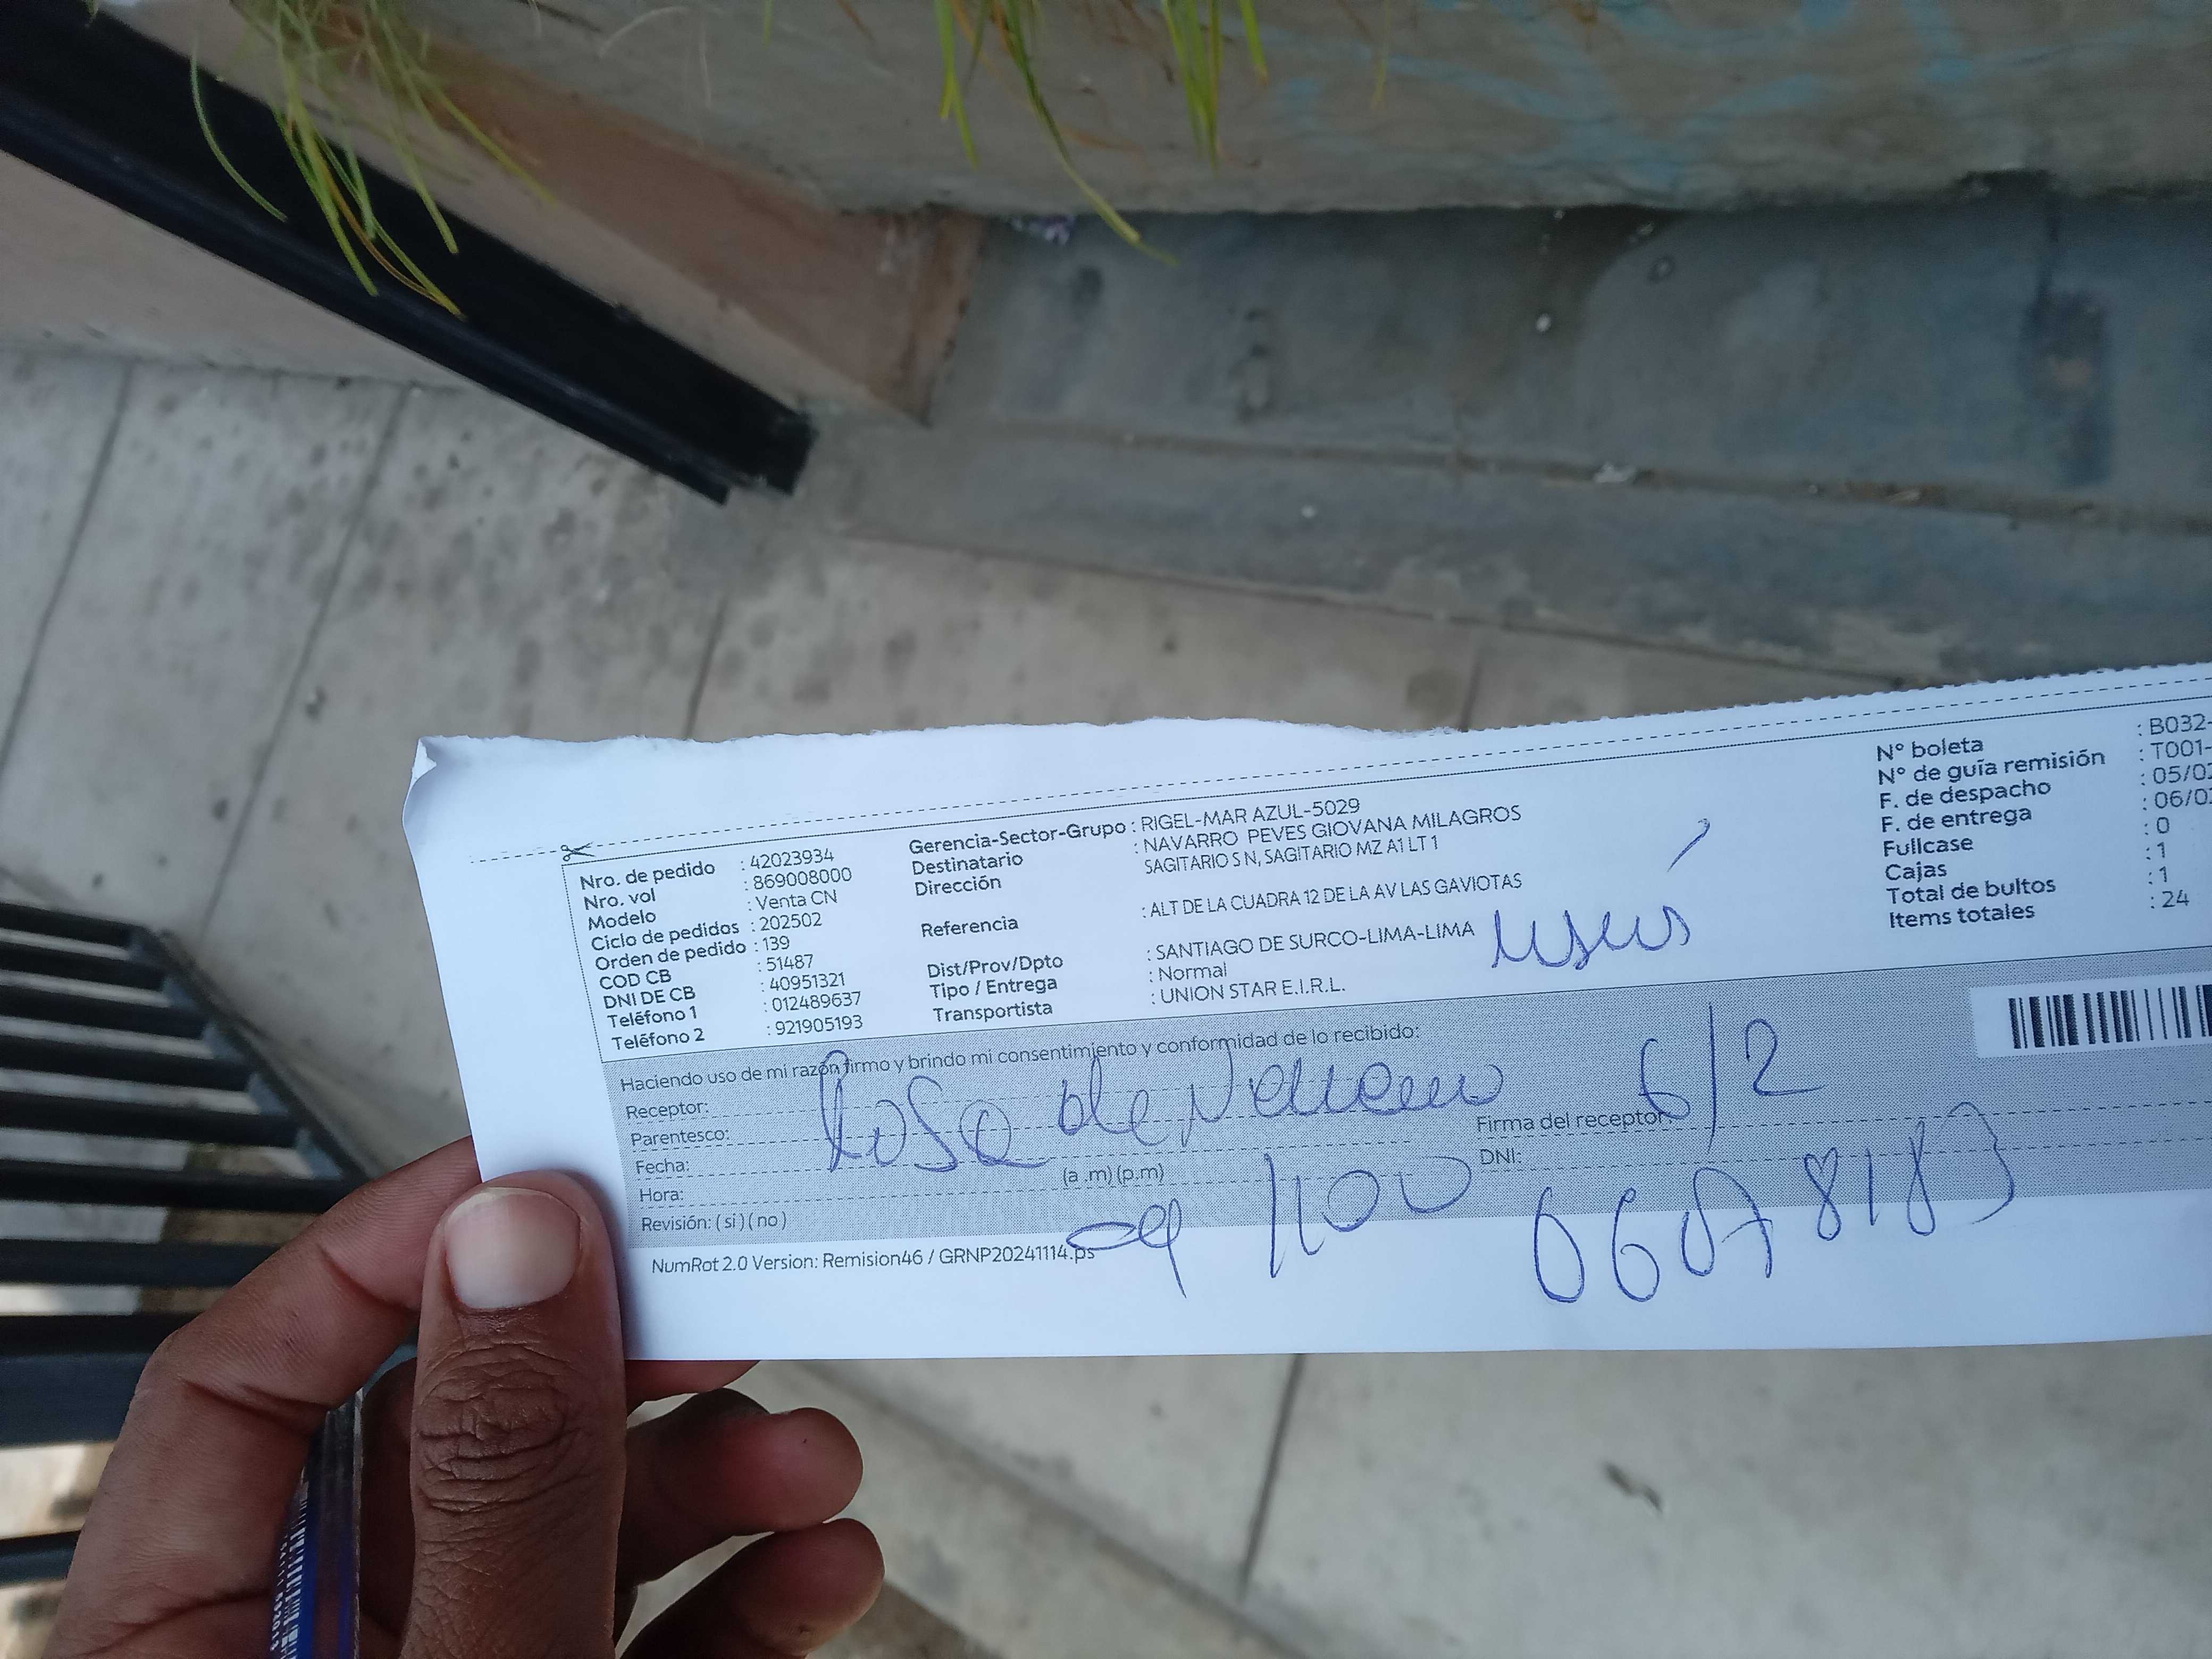 Nro. de pedido : 42023934
Nro. vol : 869008000
Modelo : Venta CN
Ciclo de pedidos : 202502
Orden de pedido : 139
COD CB : 51487
DNI DE CB : 40951321
Teléfono 1 : 012489637
Teléfono 2 : 921905193
Gerencia-Sector-Grupo : RIGEL-MAR AZUL-5029
Destinatario : NAVARRO PEVES GIOVANA MILAGROS
Dirección SAGITARIO S N, SAGITARIO MZ A1 LT 1
Referencia : ALT DE LA CUADRA 12 DE LA AV LAS GAVIOTAS
Dist/Prov/Dpto : SANTIAGO DE SURCO-LIMA-LIMA
Tipo / Entrega : Normal
Transportista : UNION STAR E.I.R.L.
N° boleta : B032-
N° de guía remisión : T001-
F. de despacho : 05/02
F. de entrega : 06/02
Fullcase : 0
Cajas : 1
Total de bultos : 1
Items totales : 24
Haciendo uso de mi razón firmo y brindo mi consentimiento y conformidad de lo recibido:
Receptor: Rosa de
Parentesco:
Fecha:
Hora: (a .m) (p.m)
Revisión: ( si ) ( no )
6/2
Firma del receptor:
DNI:
1100 06078183
NumRot 2.0 Version: Remision46 / GRNP20241114.ps